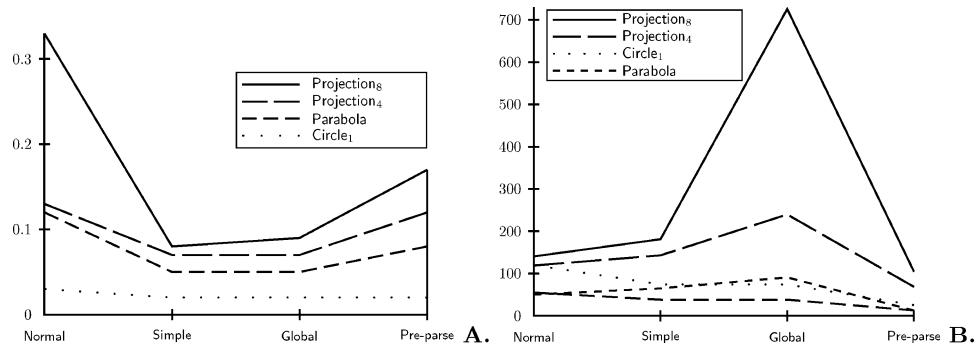 0.3
0.2
0.1
0
Projection₈
Projection₄
Parabola
Circle₁
Normal Simple Global Pre-parse
A.
700
600
500
400
300
200
100
0
Projection₈
Projection₄
Circle₁
Parabola
Normal Simple Global Pre-parse
B.